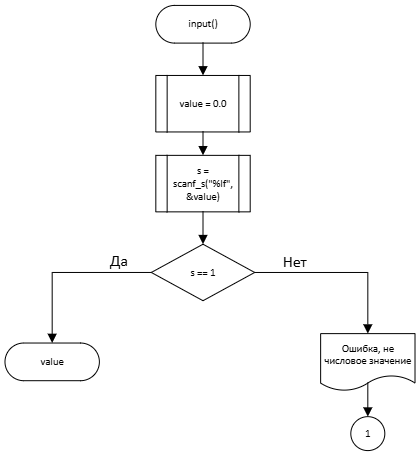 input()
value = 0.0
s =
scanf_s("%lf",
&value)
s == 1
Да
Нет
value
Ошибка, не
числовое значение
1